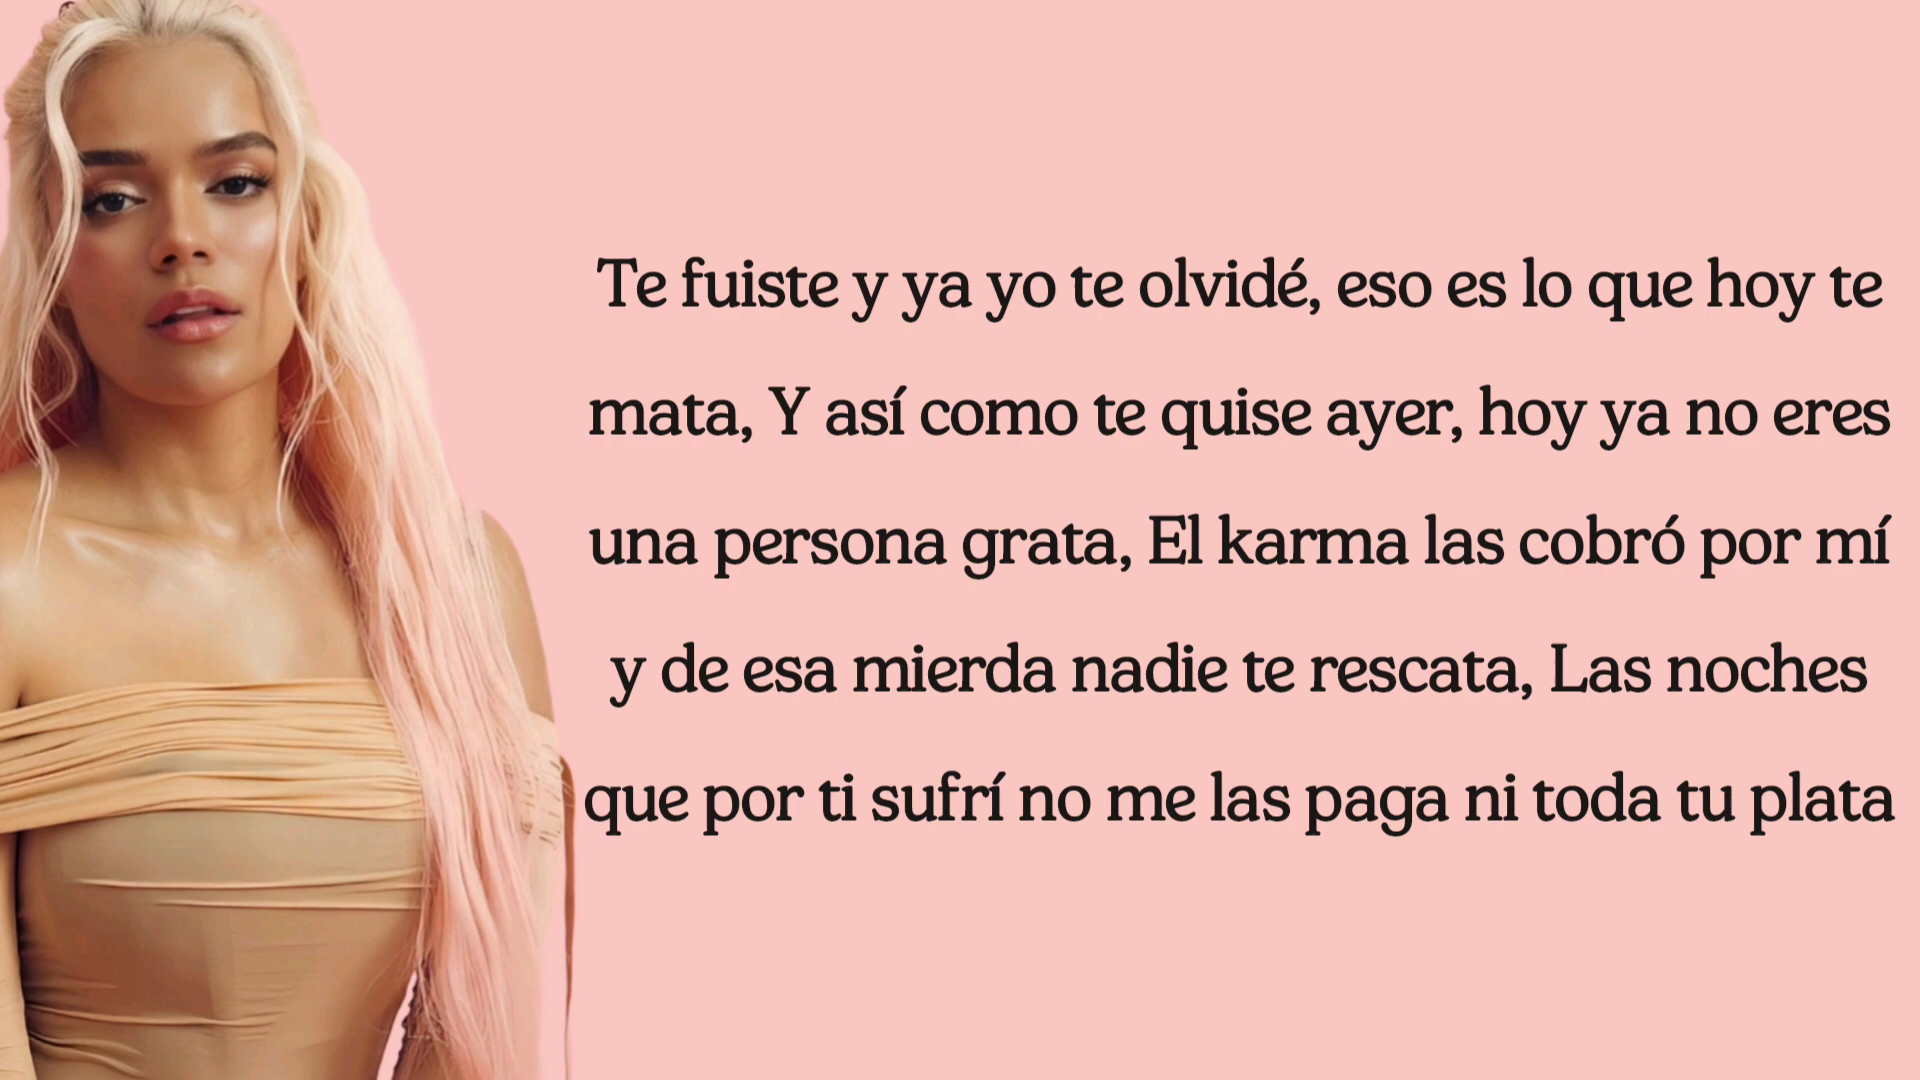 Te fuiste y ya yo te olvidé, eso es lo que hoy te
mata, Y así como te quise ayer, hoy ya no eres
una persona grata, El karma las cobró por mí
y de esa mierda nadie te rescata, Las noches
que por ti sufrí no me las paga ni toda tu plata